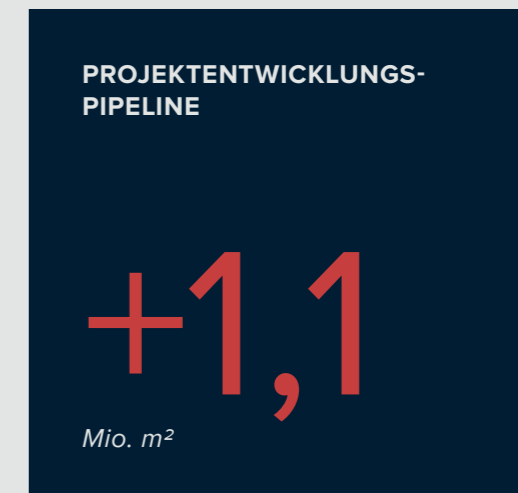 PROJEKTENTWICKLUNGS-
PIPELINE
+1,1
Mio. m²